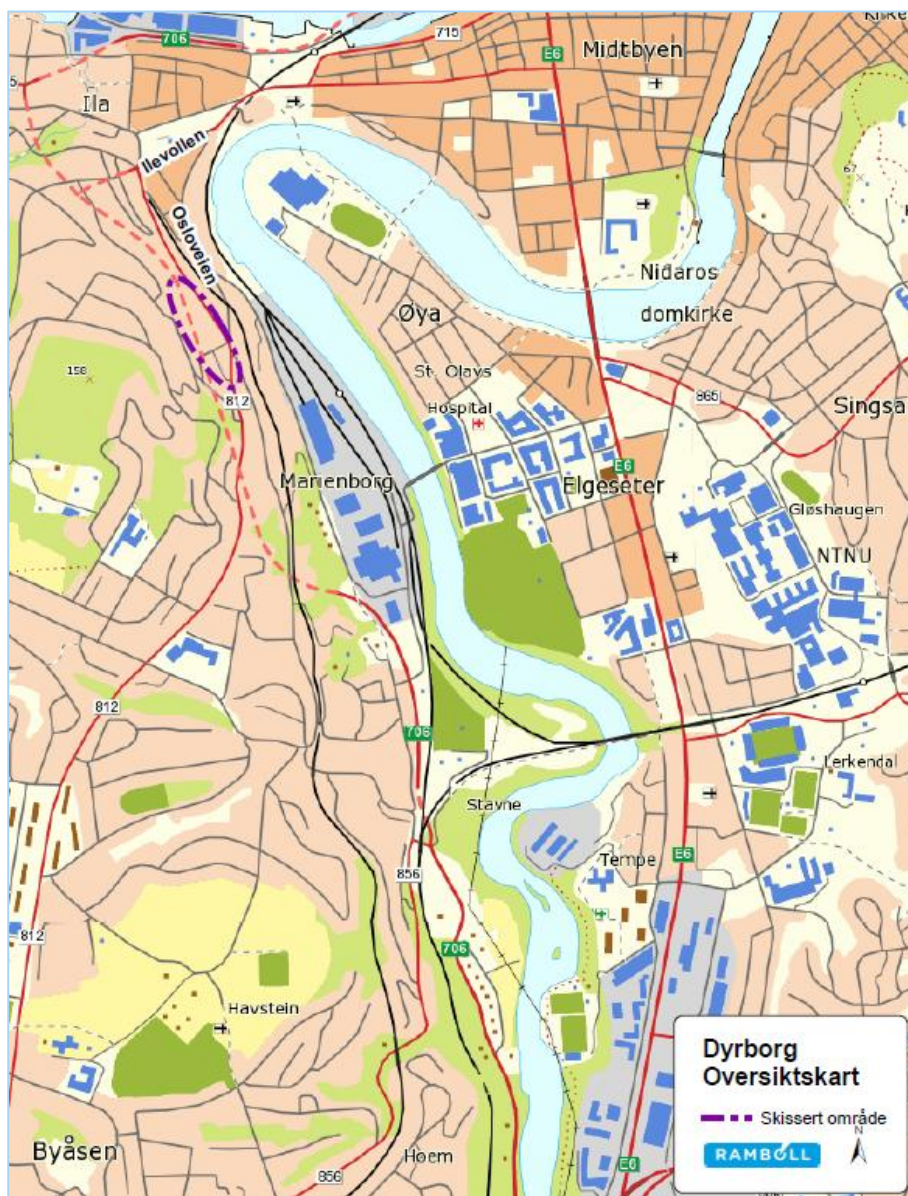 706
715
E6
Midtbyen
Ila
Ilevollen
67
Osloveien
Nidaros
domkirke
Øya
158
St. Olavs
Hospital
812
865
Singsa
E6
Marienborg
Elgeseter
Gløshaugen
NTNU
812
706
Lerkendal
Stavne
Tempe
E6
856
812
706
Havstein
Dyrborg
Oversiktskart
Skissert område
N
RAMBOLL
Byåsen
Hoem
856
E6